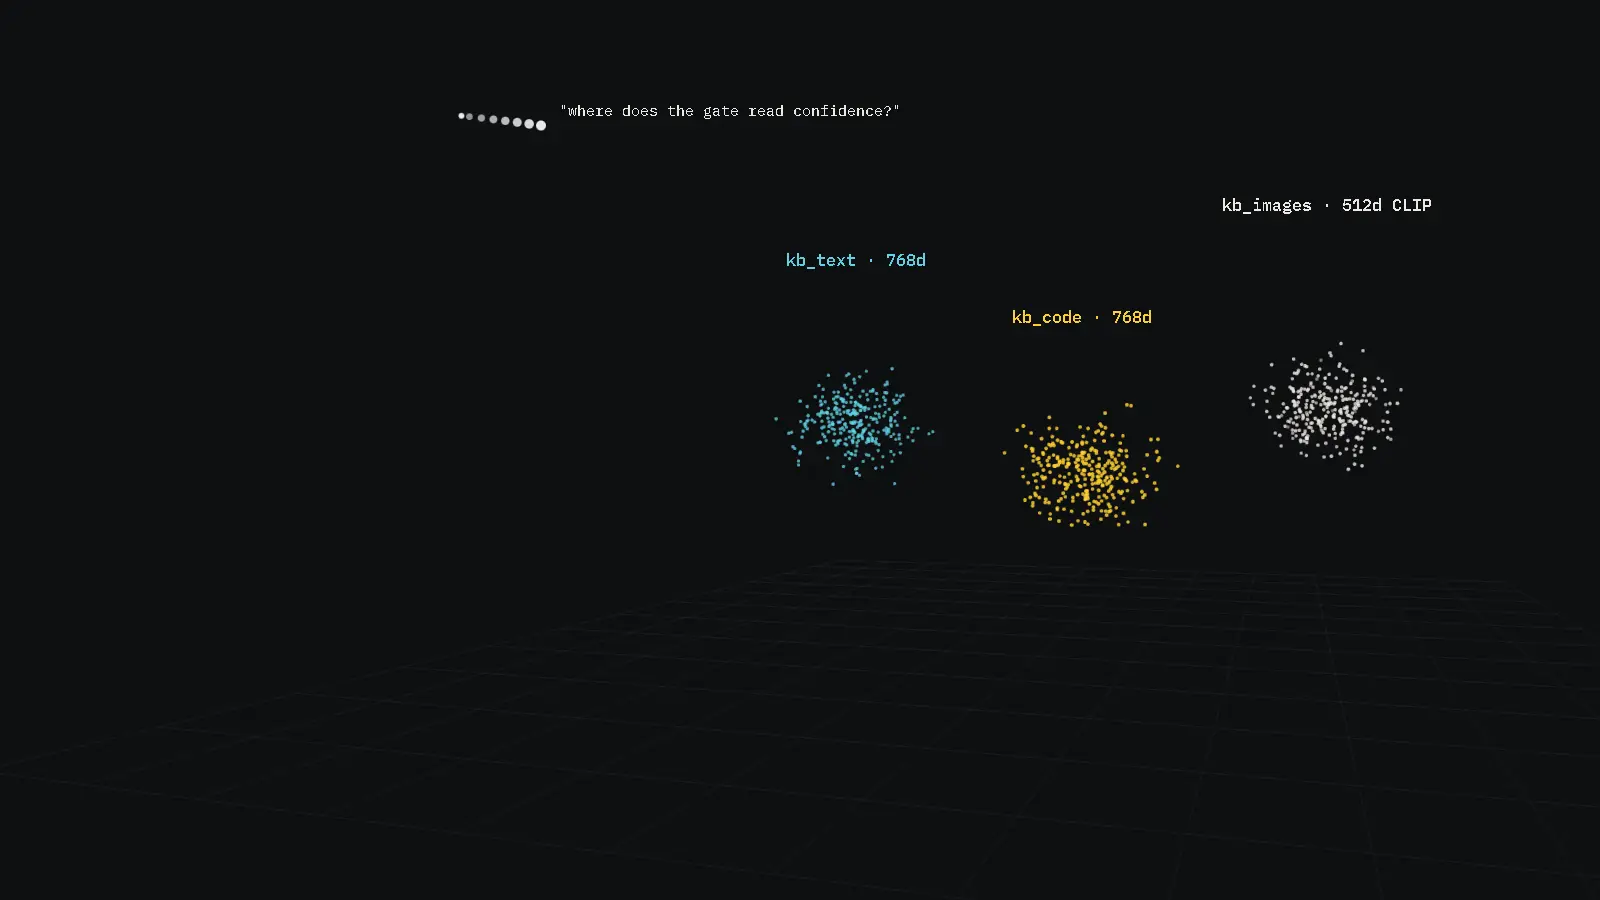 "where does the gate read confidence?"
kb_images · 512d CLIP
kb_text · 768d
kb_code · 768d